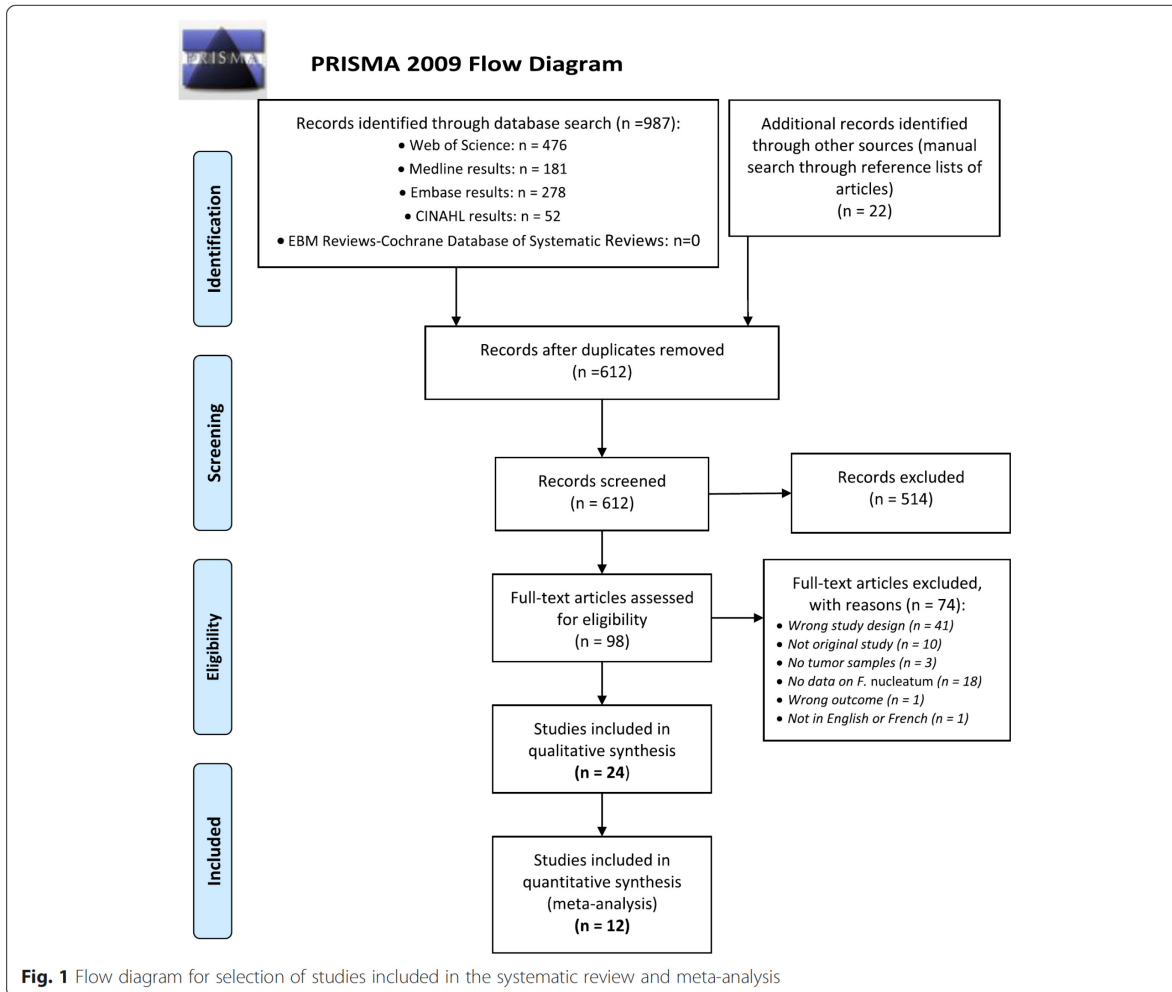 PRISMA
PRISMA 2009 Flow Diagram
Records identified through database search (n =987):
• Web of Science: n = 476
• Medline results: n = 181
• Embase results: n = 278
• CINAHL results: n = 52
• EBM Reviews-Cochrane Database of Systematic Reviews: n=0
Additional records identified
through other sources (manual
search through reference lists of
articles)
(n = 22)
Identification
Records after duplicates removed
(n =612)
Screening
Records screened
(n = 612)
Records excluded
(n = 514)
Eligibility
Full-text articles assessed
for eligibility
(n = 98)
Full-text articles excluded,
with reasons (n = 74):
• Wrong study design (n = 41)
• Not original study (n = 10)
• No tumor samples (n = 3)
• No data on F. nucleatum (n = 18)
• Wrong outcome (n = 1)
• Not in English or French (n = 1)
Studies included in
qualitative synthesis
(n = 24)
Included
Studies included in
quantitative synthesis
(meta-analysis)
(n = 12)
Fig. 1 Flow diagram for selection of studies included in the systematic review and meta-analysis